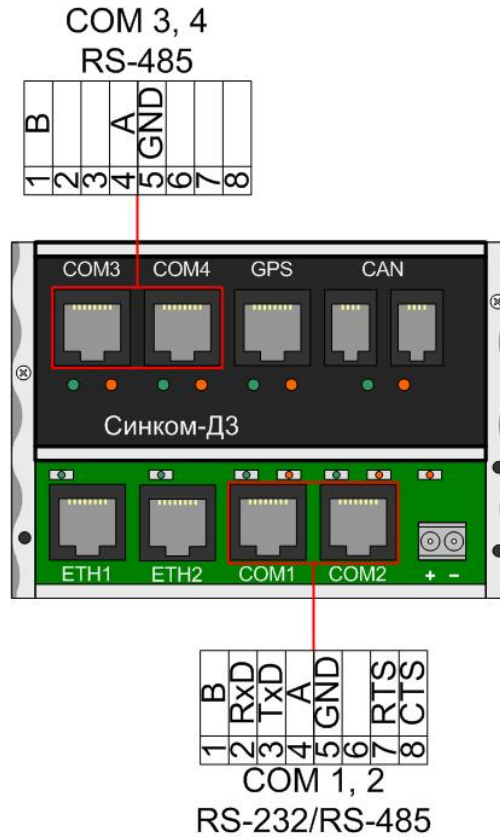 COM 3, 4
RS-485
1 B
2
3
4 A
5 GND
6
7
8
COM3 COM4 GPS CAN
Синком-Д3
ETH1 ETH2 COM1 COM2 + -
1 B
2 RxD
3 TxD
4 A
5 GND
6
7 RTS
8 CTS
COM 1, 2
RS-232/RS-485